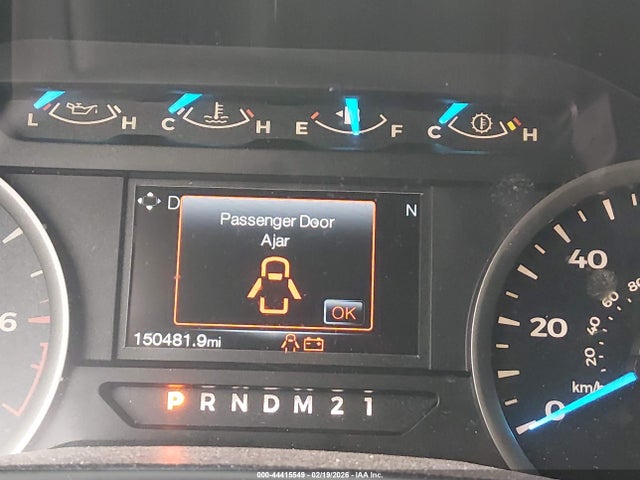 L H C H E F C H
D
N
Passenger Door
Ajar
OK
150481.9mi
P R N D M 2 1
6
40
20
0
80
60
40
20
km/h
000-44415549 | 02/19/2026 - IAA Inc.